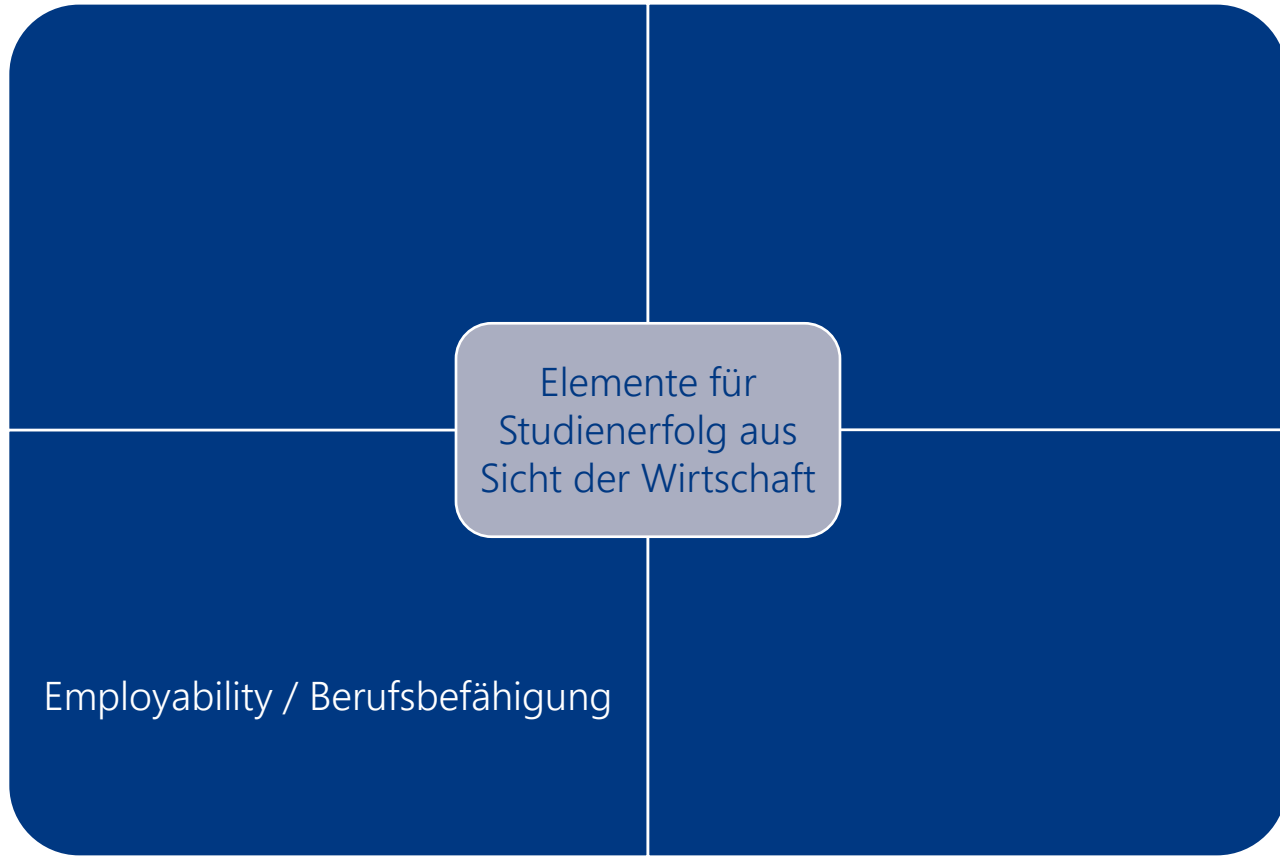 Elemente für
Studienerfolg aus
Sicht der Wirtschaft
Employability / Berufsbefähigung